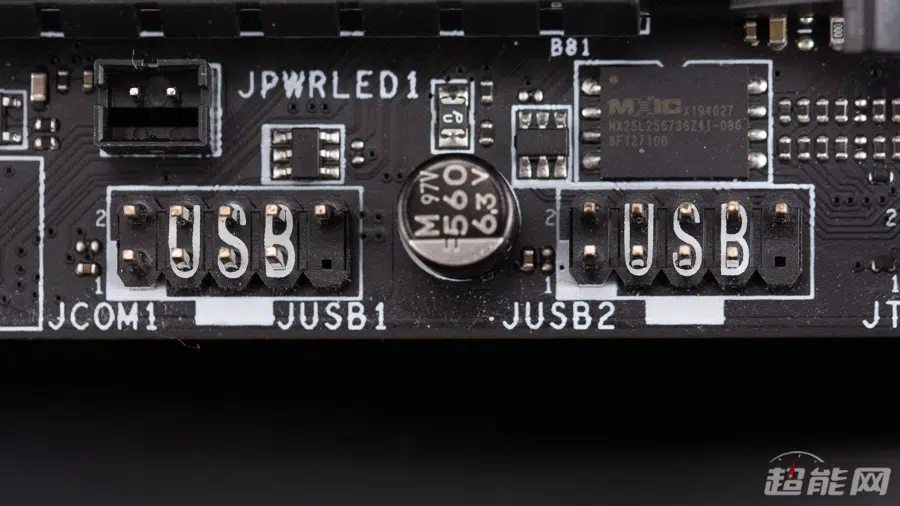 B81
JPWRLED1
MXIC
X194027
MX25L25673GZ4I-08G
8F127100
M 97V
560
6.3V
2
1
USB
2
1
USB
2
1
JCOM1
JUSB1
JUSB2
JT
超能网